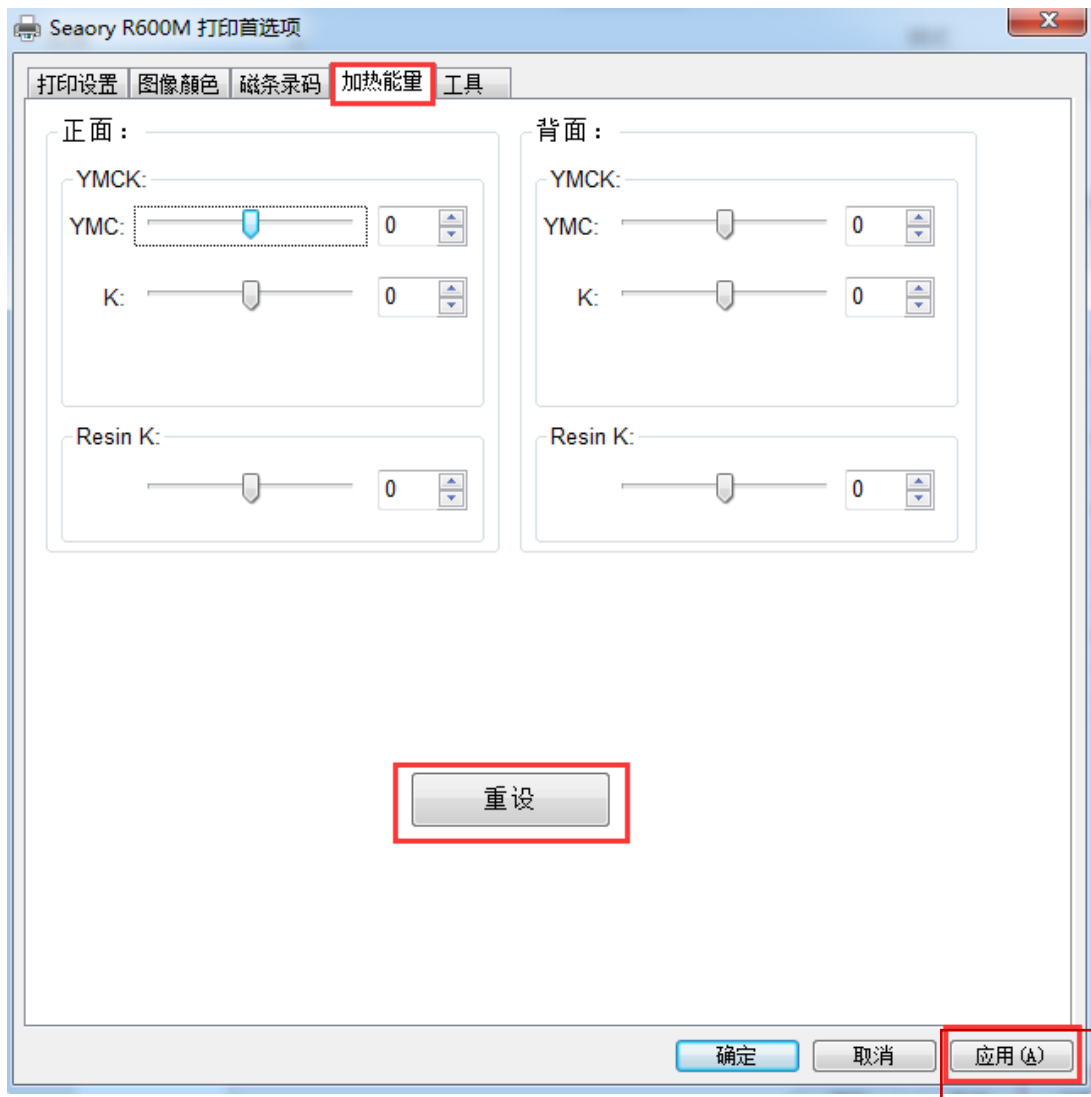 Seaory R600M 打印首选项
打印设置 图像顏色 磁条录码 加热能量 工具
正面： 背面：
YMCK: YMCK:
YMC: 0 YMC: 0
K: 0 K: 0
Resin K: Resin K:
0 0
重设
确定 取消 应用(A)